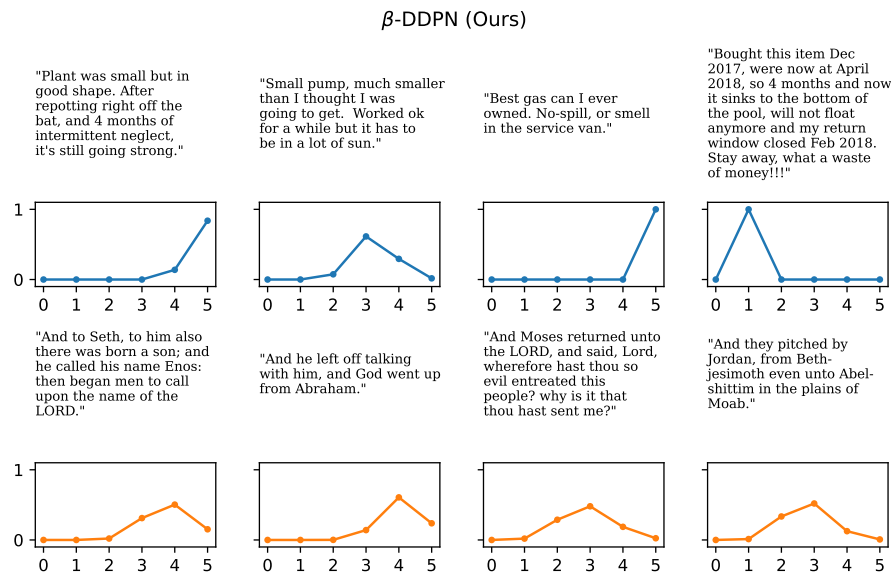 β-DDPN (Ours)
"Plant was small but in
good shape. After
repotting right off the
bat, and 4 months of
intermittent neglect,
it's still going strong."
"Small pump, much smaller
than I thought I was
going to get.  Worked ok
for a while but it has to
be in a lot of sun."
"Best gas can I ever
owned. No-spill, or smell
in the service van."
"Bought this item Dec
2017, were now at April
2018, so 4 months and now
it sinks to the bottom of
the pool, will not float
anymore and my return
window closed Feb 2018.
Stay away, what a waste
of money!!!"
1
0
0 1 2 3 4 5
0 1 2 3 4 5
0 1 2 3 4 5
0 1 2 3 4 5
"And to Seth, to him also
there was born a son; and
he called his name Enos:
then began men to call
upon the name of the
LORD."
"And he left off talking
with him, and God went up
from Abraham."
"And Moses returned unto
the LORD, and said, Lord,
wherefore hast thou so
evil entreated this
people? why is it that
thou hast sent me?"
"And they pitched by
Jordan, from Beth-
jesimoth even unto Abel-
shittim in the plains of
Moab."
1
0
0 1 2 3 4 5
0 1 2 3 4 5
0 1 2 3 4 5
0 1 2 3 4 5